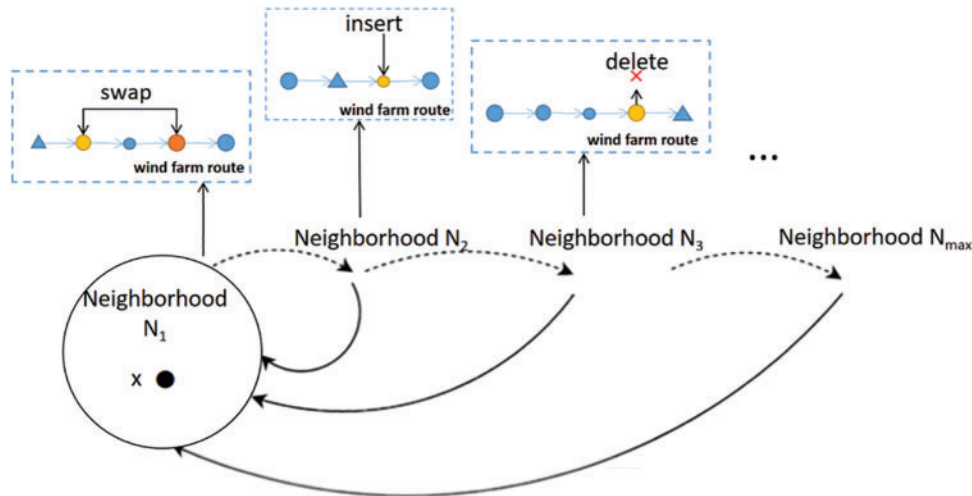 insert
delete
swap
wind farm route
wind farm route
wind farm route
...
Neighborhood N2
Neighborhood N3
Neighborhood Nmax
Neighborhood
N1
x